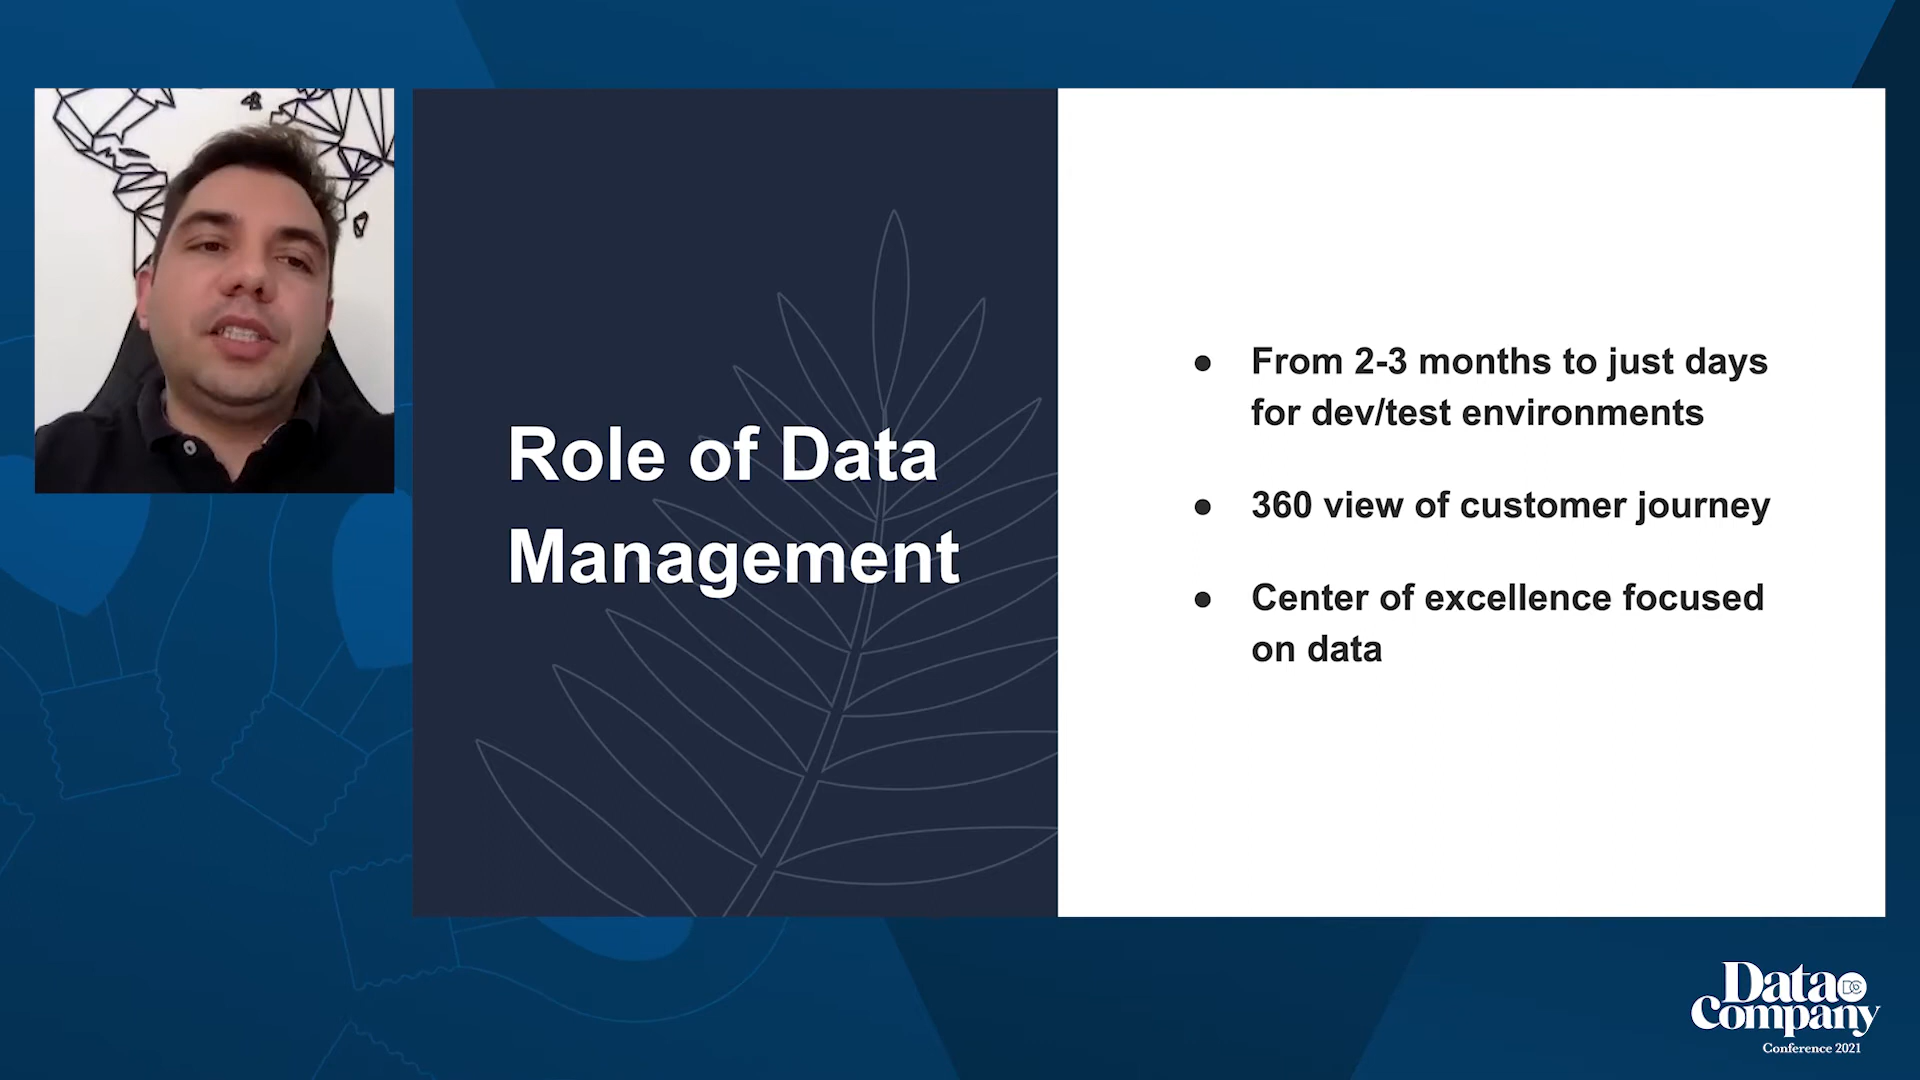 Role of Data
Management
● From 2-3 months to just days
for dev/test environments
● 360 view of customer journey
● Center of excellence focused
on data
Data DC
Company
Conference 2021